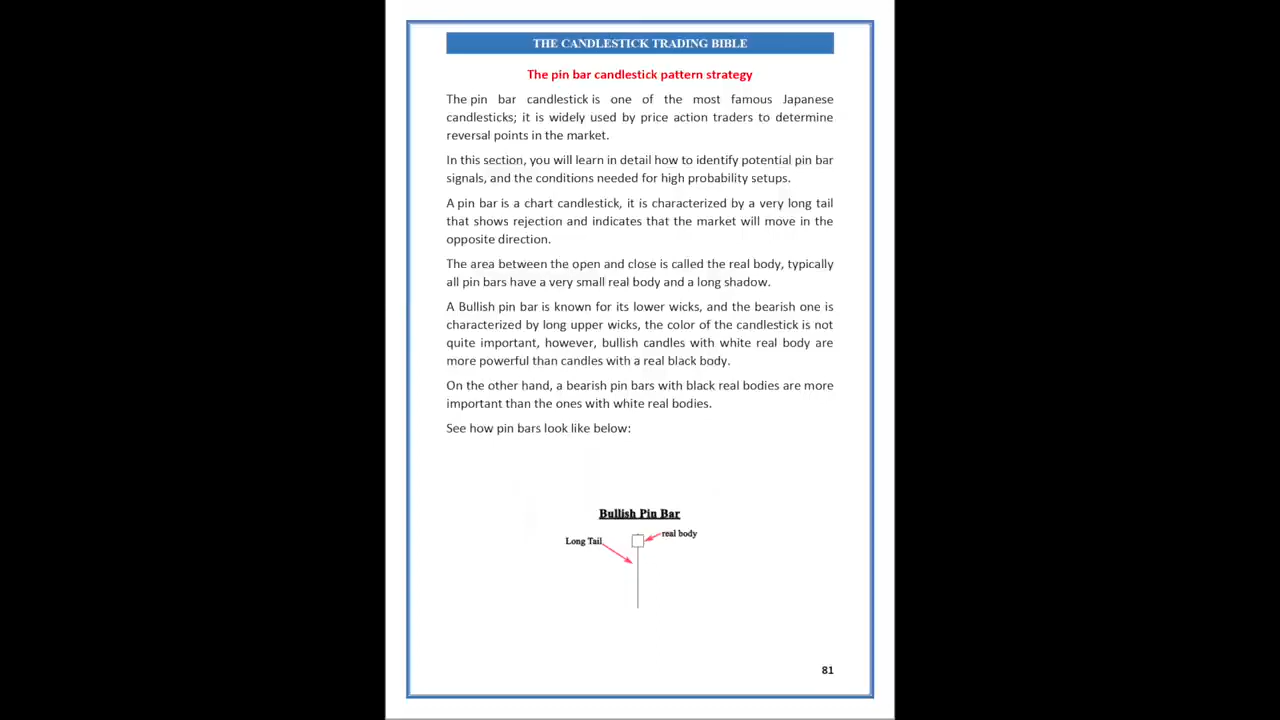 THE CANDLESTICK TRADING BIBLE
The pin bar candlestick pattern strategy
The pin bar candlestick is one of the most famous Japanese
candlesticks; it is widely used by price action traders to determine
reversal points in the market.
In this section, you will learn in detail how to identify potential pin bar
signals, and the conditions needed for high probability setups.
A pin bar is a chart candlestick, it is characterized by a very long tail
that shows rejection and indicates that the market will move in the
opposite direction.
The area between the open and close is called the real body, typically
all pin bars have a very small real body and a long shadow.
A Bullish pin bar is known for its lower wicks, and the bearish one is
characterized by long upper wicks, the color of the candlestick is not
quite important, however, bullish candles with white real body are
more powerful than candles with a real black body.
On the other hand, a bearish pin bars with black real bodies are more
important than the ones with white real bodies.
See how pin bars look like below:
Bullish Pin Bar
real body
Long Tail
81